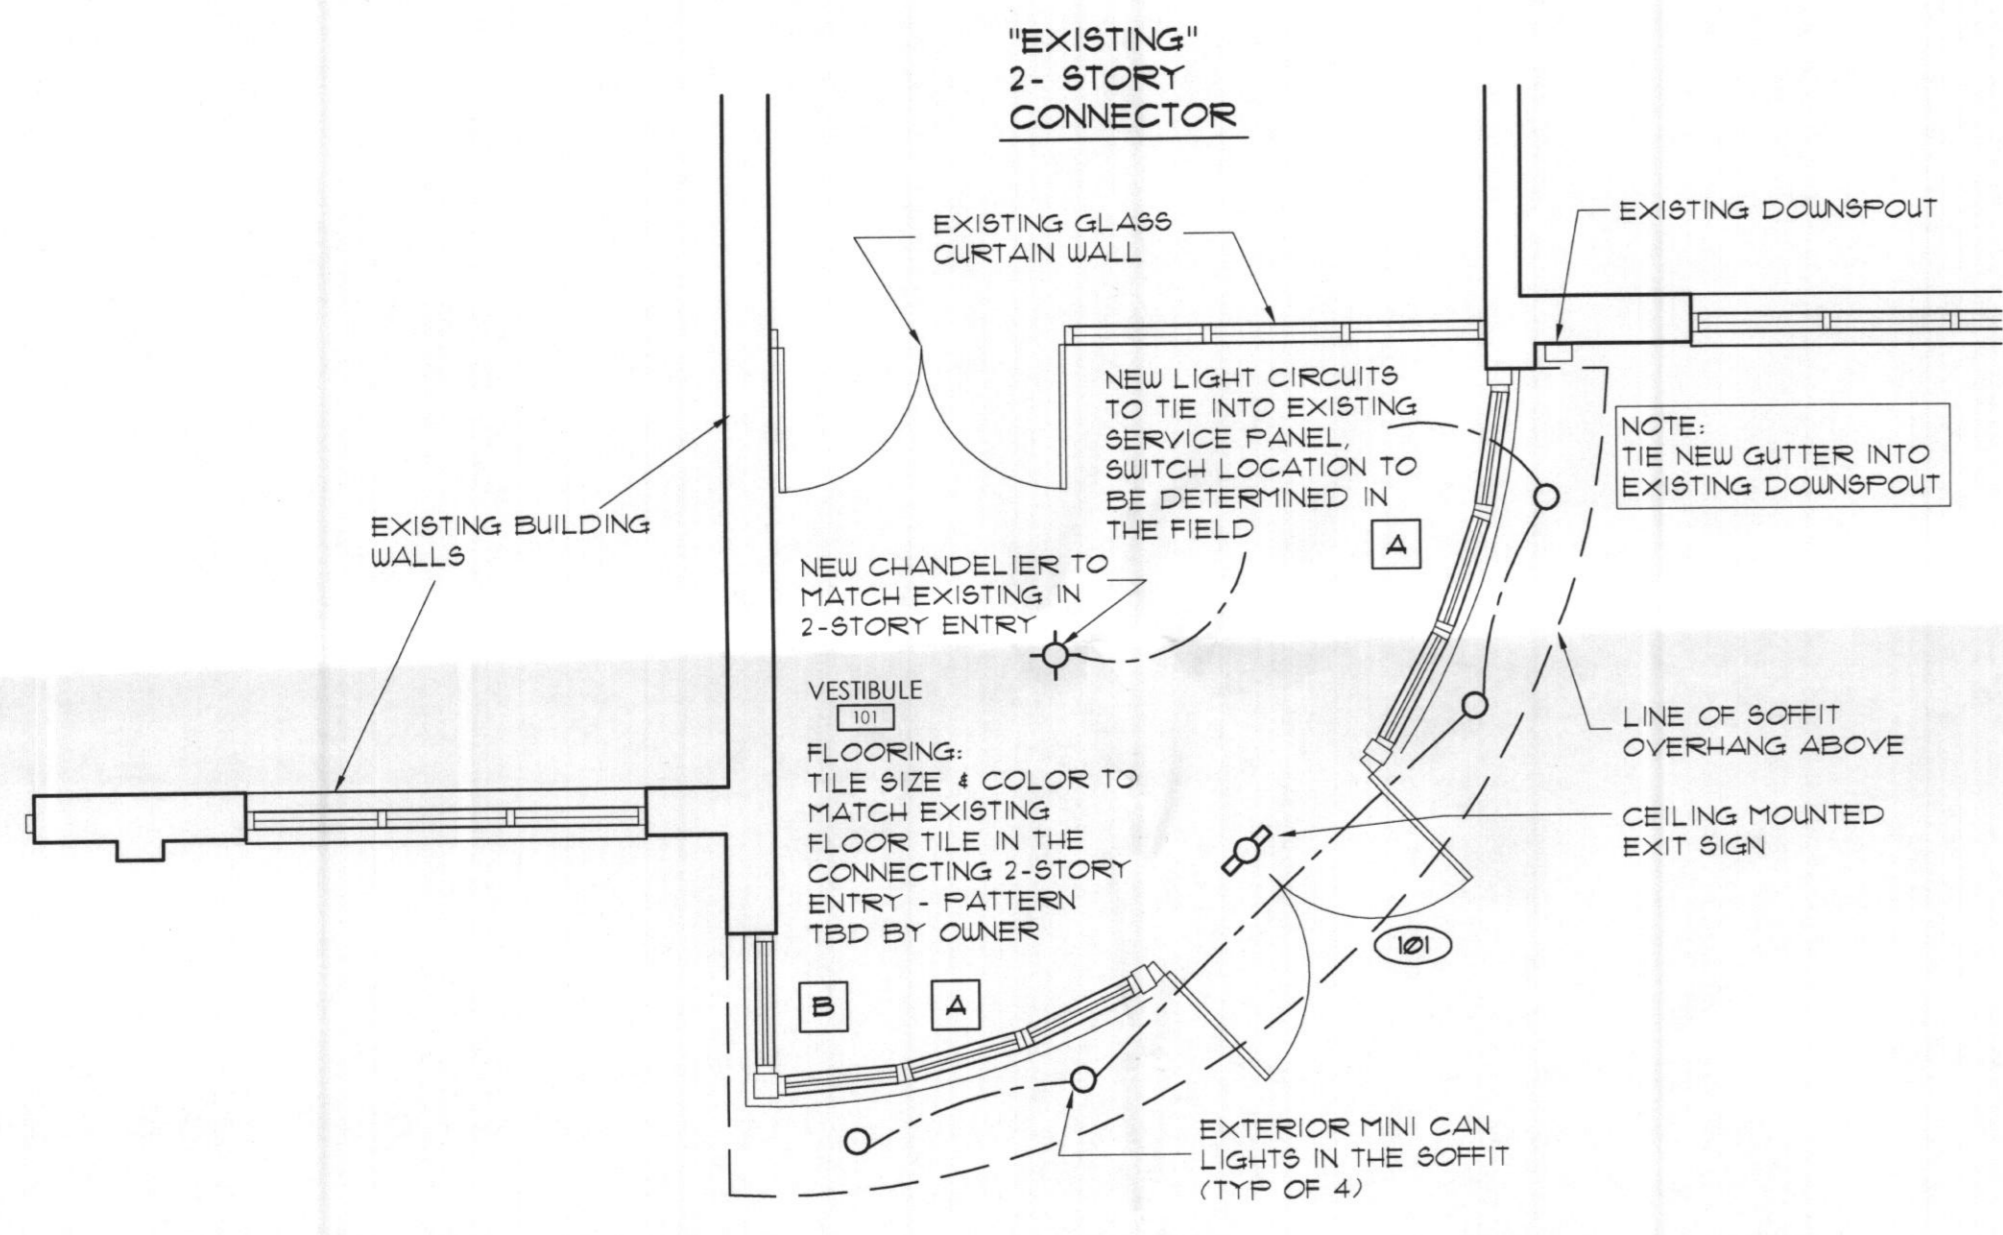 "EXISTING"
2- STORY
CONNECTOR
EXISTING GLASS
CURTAIN WALL
EXISTING DOWNSPOUT
NEW LIGHT CIRCUITS
TO TIE INTO EXISTING
SERVICE PANEL,
SWITCH LOCATION TO
BE DETERMINED IN
THE FIELD
NOTE:
TIE NEW GUTTER INTO
EXISTING DOWNSPOUT
EXISTING BUILDING
WALLS
A
NEW CHANDELIER TO
MATCH EXISTING IN
2-STORY ENTRY
VESTIBULE
101
FLOORING:
TILE SIZE & COLOR TO
MATCH EXISTING
FLOOR TILE IN THE
CONNECTING 2-STORY
ENTRY - PATTERN
TBD BY OWNER
LINE OF SOFFIT
OVERHANG ABOVE
CEILING MOUNTED
EXIT SIGN
101
B
A
EXTERIOR MINI CAN
LIGHTS IN THE SOFFIT
(TYP OF 4)